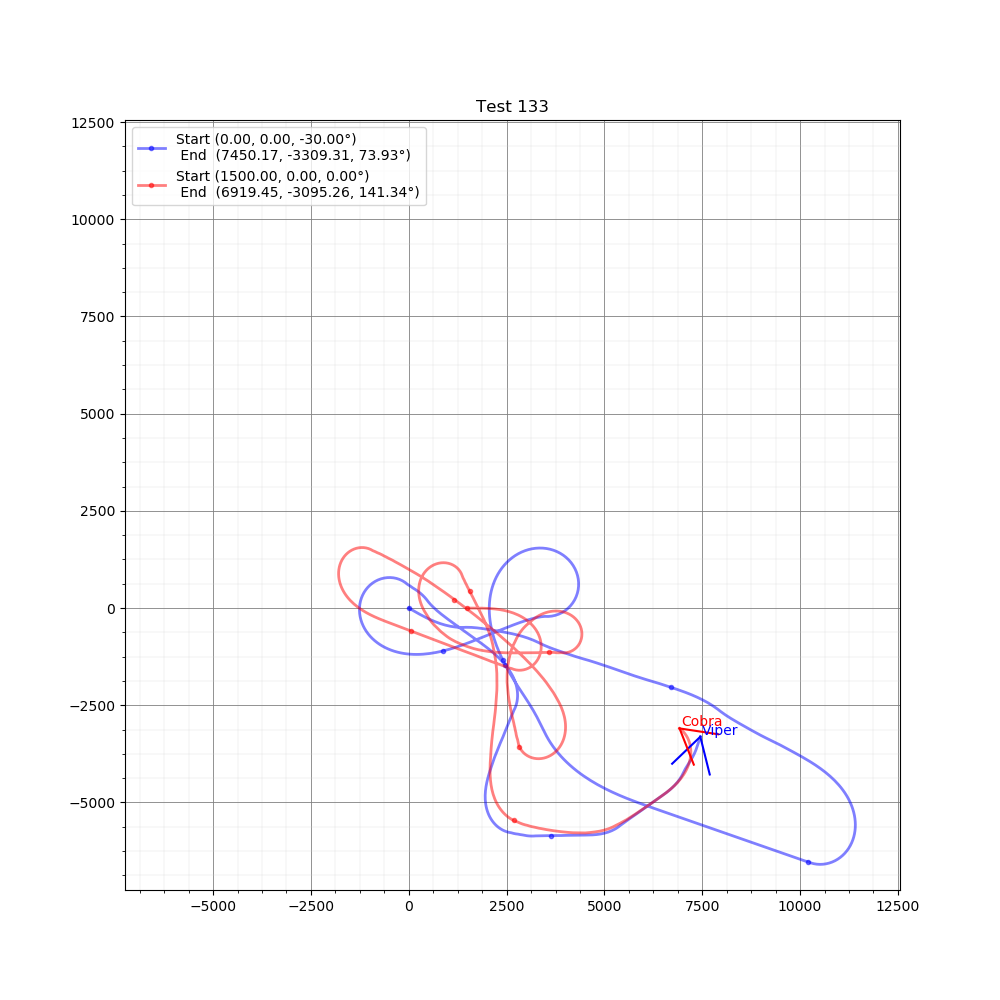 Test 133
Start (0.00, 0.00, -30.00°)
End  (7450.17, -3309.31, 73.93°)
Start (1500.00, 0.00, 0.00°)
End  (6919.45, -3095.26, 141.34°)
12500
10000
7500
5000
2500
0
−2500
−5000
Cobra
Viper
−5000
−2500
0
2500
5000
7500
10000
12500